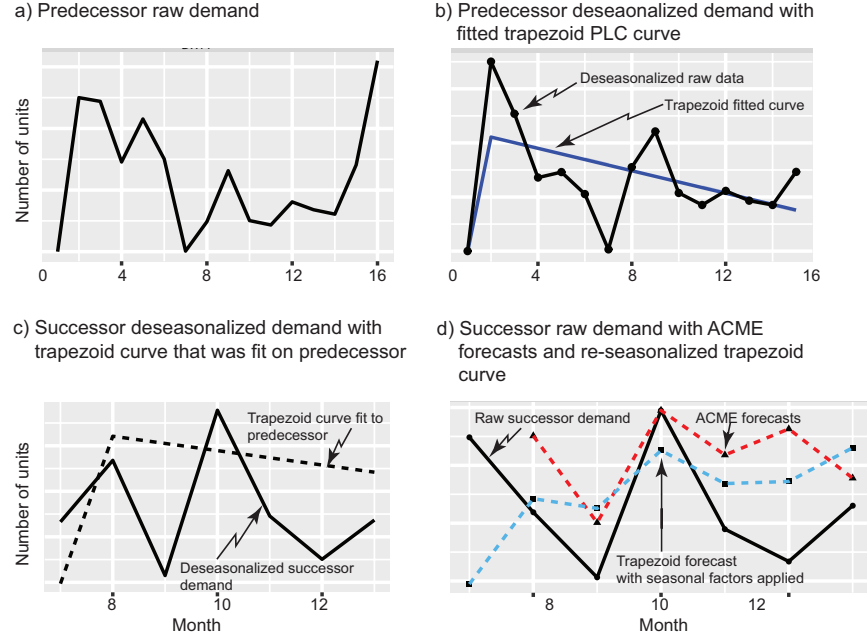 a) Predecessor raw demand
Number of units
0
4
8
12
16
b) Predecessor deseaonalized demand with
fitted trapezoid PLC curve
Deseasonalized raw data
Trapezoid fitted curve
0
4
8
12
16
c) Successor deseasonalized demand with
trapezoid curve that was fit on predecessor
Number of units
Trapezoid curve fit to
predecessor
Deseasonalized successor
demand
8
10
12
Month
d) Successor raw demand with ACME
forecasts and re-seasonalized trapezoid
curve
Raw successor demand
ACME forecasts
Trapezoid forecast
with seasonal factors applied
8
10
12
Month